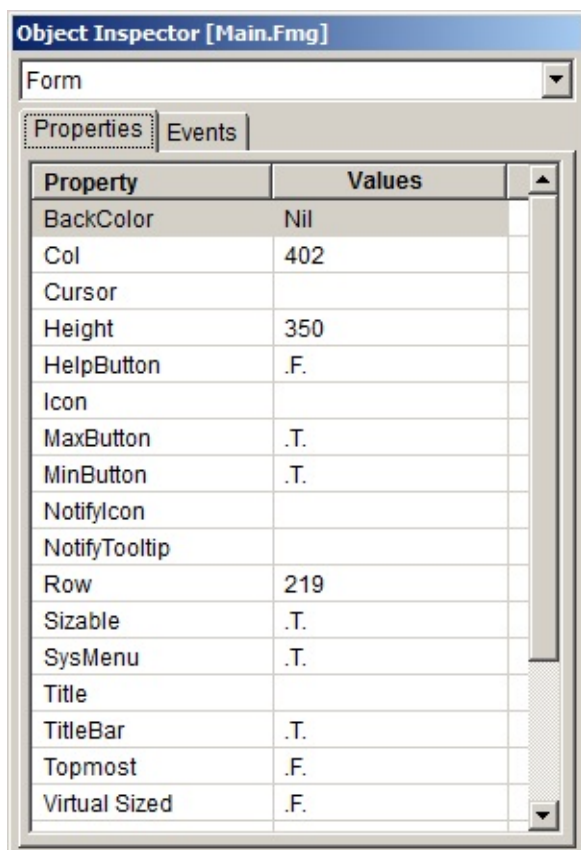 Object Inspector [Main.Fmg]
Form
Properties Events
Property Values
BackColor Nil
Col 402
Cursor
Height 350
HelpButton .F.
Icon
MaxButton .T.
MinButton .T.
NotifyIcon
NotifyTooltip
Row 219
Sizable .T.
SysMenu .T.
Title
TitleBar .T.
Topmost .F.
Virtual Sized .F.